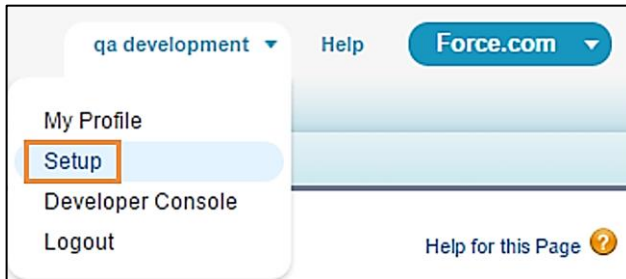 qa development Help Force.com
My Profile
Setup
Developer Console
Logout
Help for this Page ?